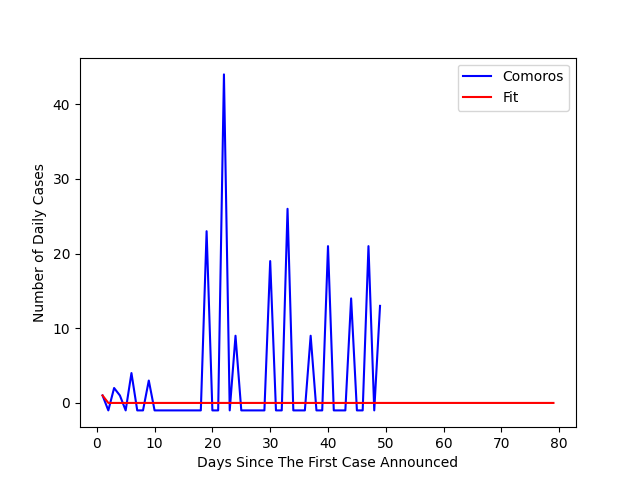 Comoros
Fit
Number of Daily Cases
40
30
20
10
0
0 10 20 30 40 50 60 70 80
Days Since The First Case Announced